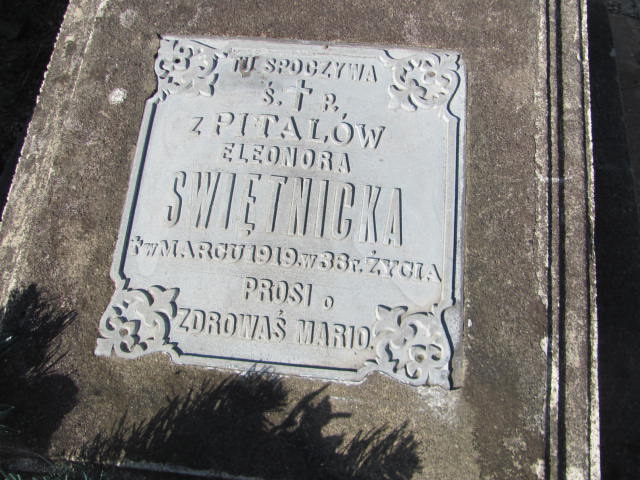 TU SPOCZYWA
Ś. † P.
z PITALÓW
ELEONORA
SWIĘTNICKA
† w MARCU 1919. w 38 r. ŻYCIA
PROSI o
ZDROWAŚ MARIO